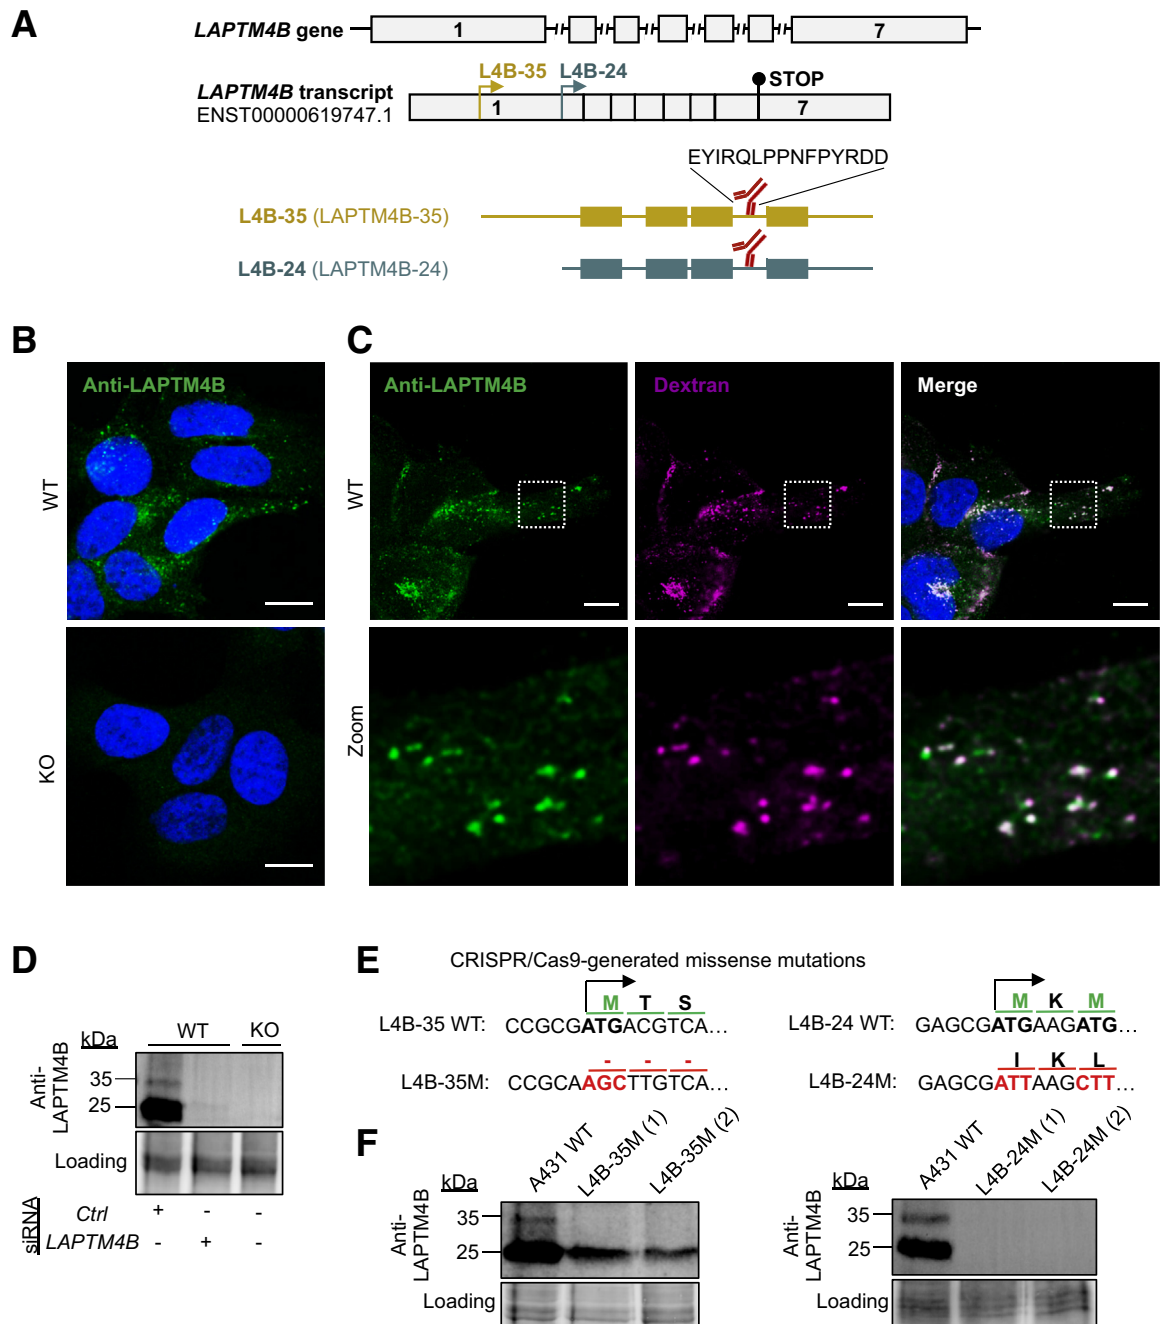 A
LAPTM4B gene
1
7
L4B-35
L4B-24
STOP
LAPTM4B transcript
ENST00000619747.1
1
7
EYIRQLPPNFPYRDD
L4B-35 (LAPTM4B-35)
L4B-24 (LAPTM4B-24)
B
C
WT
Anti-LAPTM4B
KO
WT
Anti-LAPTM4B
Dextran
Merge
Zoom
D
kDa
WT
KO
Anti-
LAPTM4B
35
25
Loading
siRNA
Ctrl + - -
LAPTM4B - + -
E
CRISPR/Cas9-generated missense mutations
M T S
L4B-35 WT: CCGCGATGACGTCA...
- - -
L4B-35M: CCGCAAGCTTGTCA...
M K M
L4B-24 WT: GAGCGATGAAGATG...
I K L
L4B-24M: GAGCGATTAAGCTT...
F
kDa
A431 WT
L4B-35M (1)
L4B-35M (2)
Anti-
LAPTM4B
35
25
Loading
kDa
A431 WT
L4B-24M (1)
L4B-24M (2)
Anti-
LAPTM4B
35
25
Loading